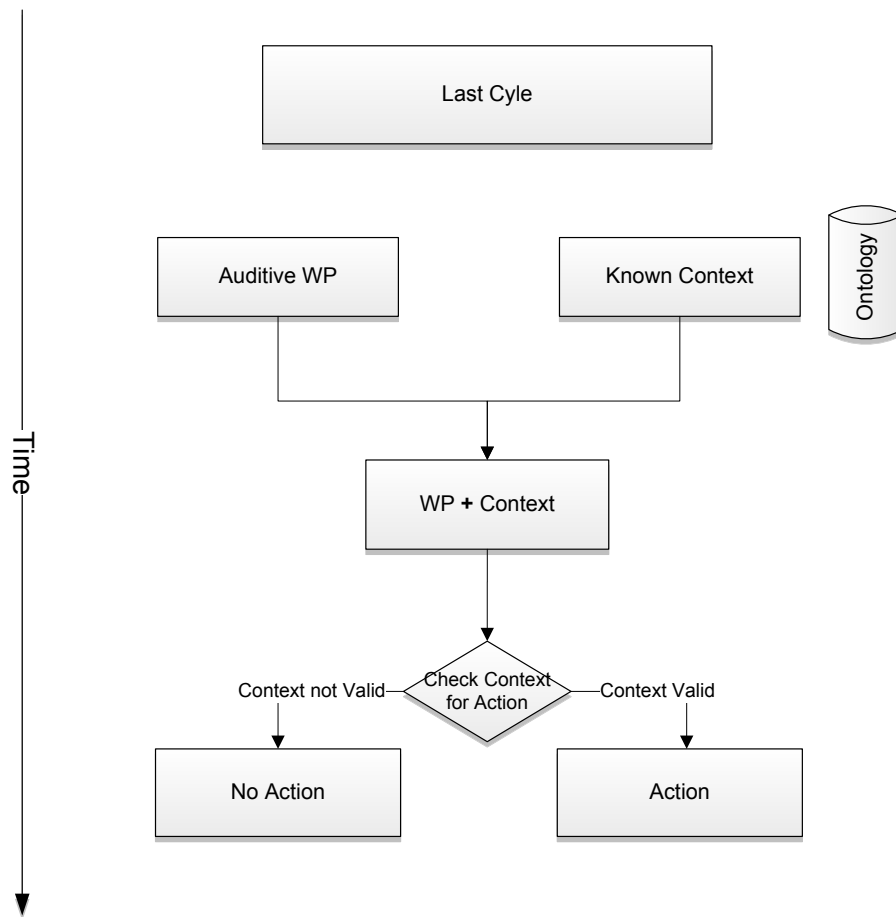 Last Cyle
Auditive WP
Known Context
Ontology
Time
WP + Context
Check Context
for Action
Context not Valid
Context Valid
No Action
Action